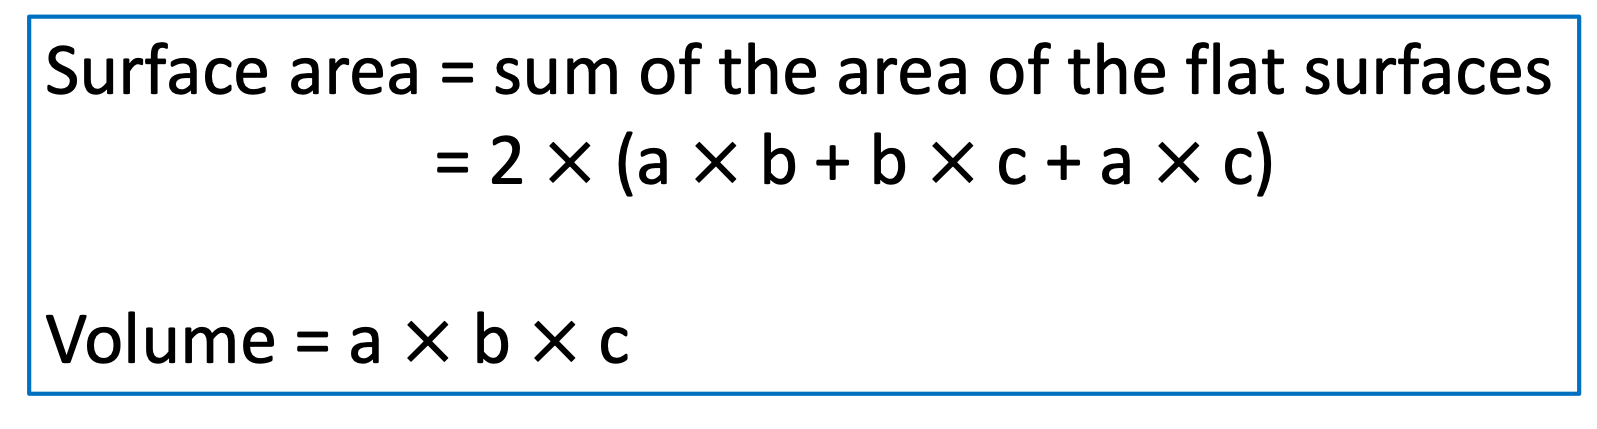 Surface area = sum of the area of the flat surfaces
= 2 × (a × b + b × c + a × c)
Volume = a × b × c